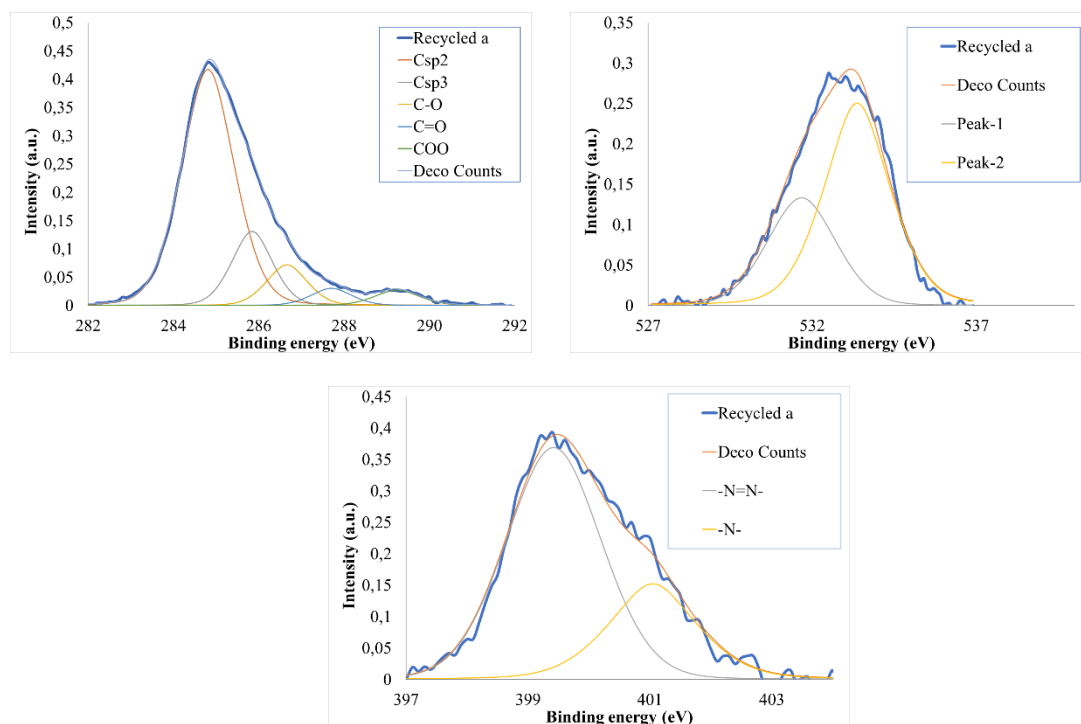 0,5
0,45
0,4
0,35
0,3
0,25
0,2
0,15
0,1
0,05
0
Intensity (a.u.)
282 284 286 288 290 292
Binding energy (eV)
Recycled a
Csp2
Csp3
C-O
C=O
COO
Deco Counts
0,35
0,3
0,25
0,2
0,15
0,1
0,05
0
Intensity (a.u.)
527 532 537
Binding energy (eV)
Recycled a
Deco Counts
Peak-1
Peak-2
0,45
0,4
0,35
0,3
0,25
0,2
0,15
0,1
0,05
0
Intensity (a.u.)
397 399 401 403
Binding energy (eV)
Recycled a
Deco Counts
-N=N-
-N-